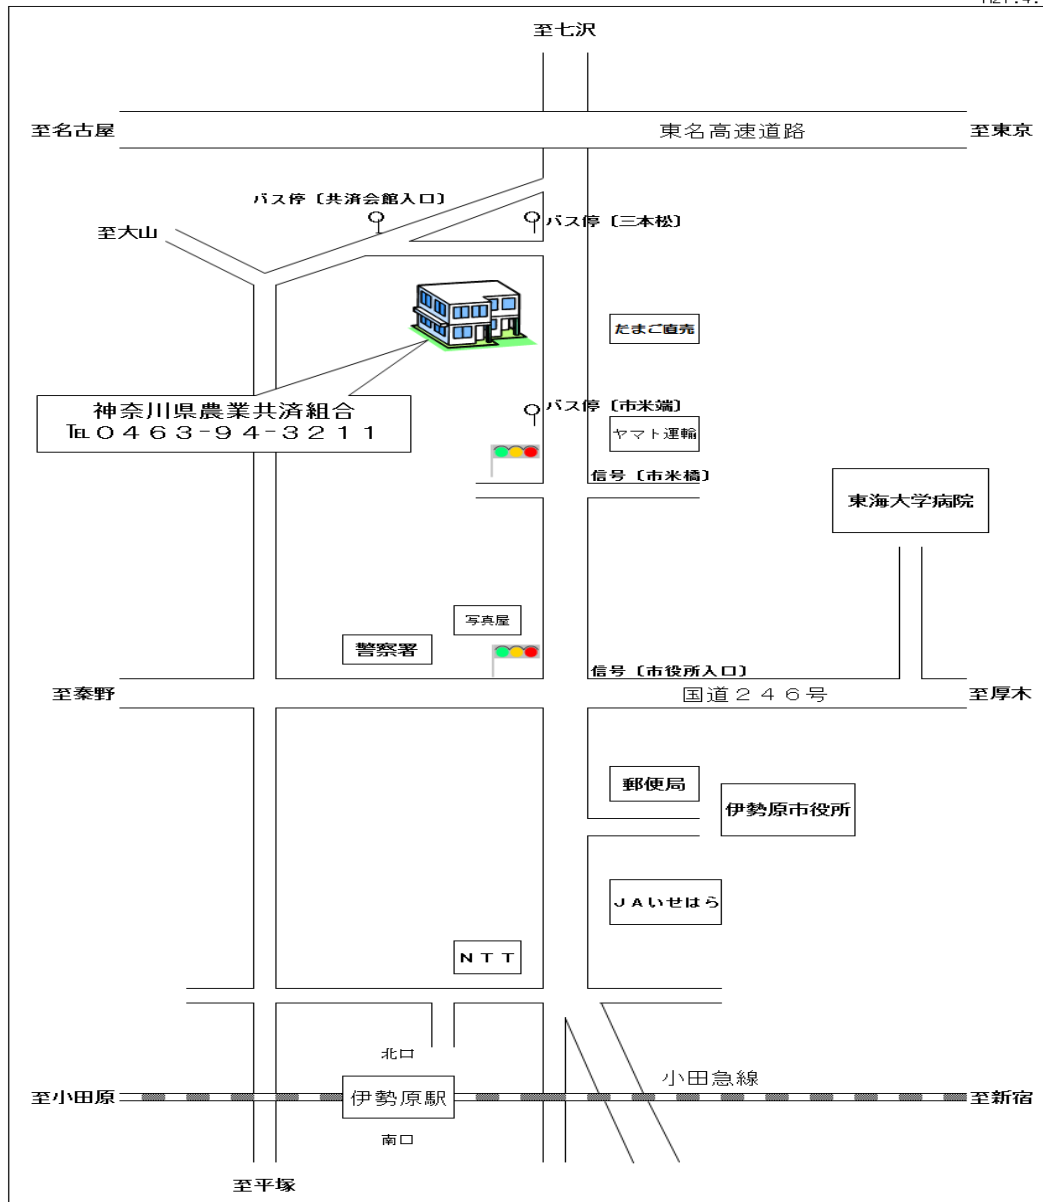 至七沢
至名古屋
東名高速道路
至東京
バス停〔共済会館入口〕
バス停〔三本松〕
至大山
たまご直売
神奈川県農業共済組合
℡０４６３-９４-３２１１
バス停〔市米端〕
ヤマト運輸
信号〔市米橋〕
東海大学病院
写真屋
警察署
信号〔市役所入口〕
至秦野
国道２４６号
至厚木
郵便局
伊勢原市役所
ＪＡいせはら
ＮＴＴ
北口
小田急線
至小田原
伊勢原駅
至新宿
南口
至平塚